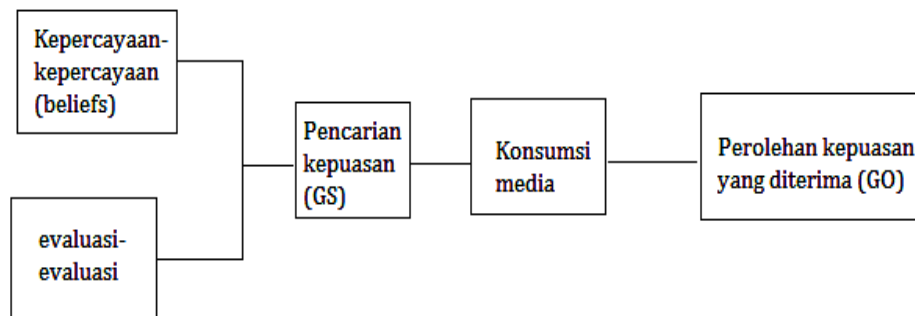 Kepercayaan-
kepercayaan
(beliefs)
evaluasi-
evaluasi
Pencarian
kepuasan
(GS)
Konsumsi
media
Perolehan kepuasan
yang diterima (GO)